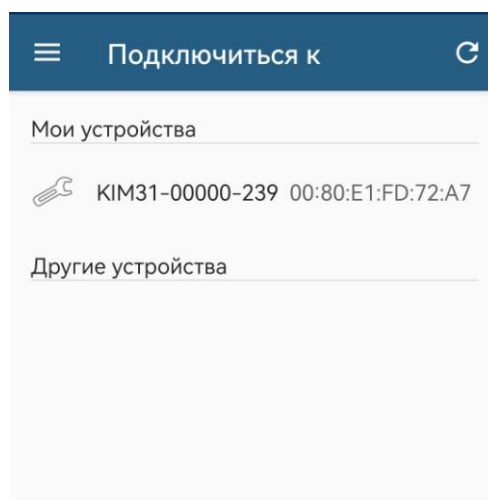 Подключиться к
Мои устройства
KIM31-00000-239 00:80:E1:FD:72:A7
Другие устройства